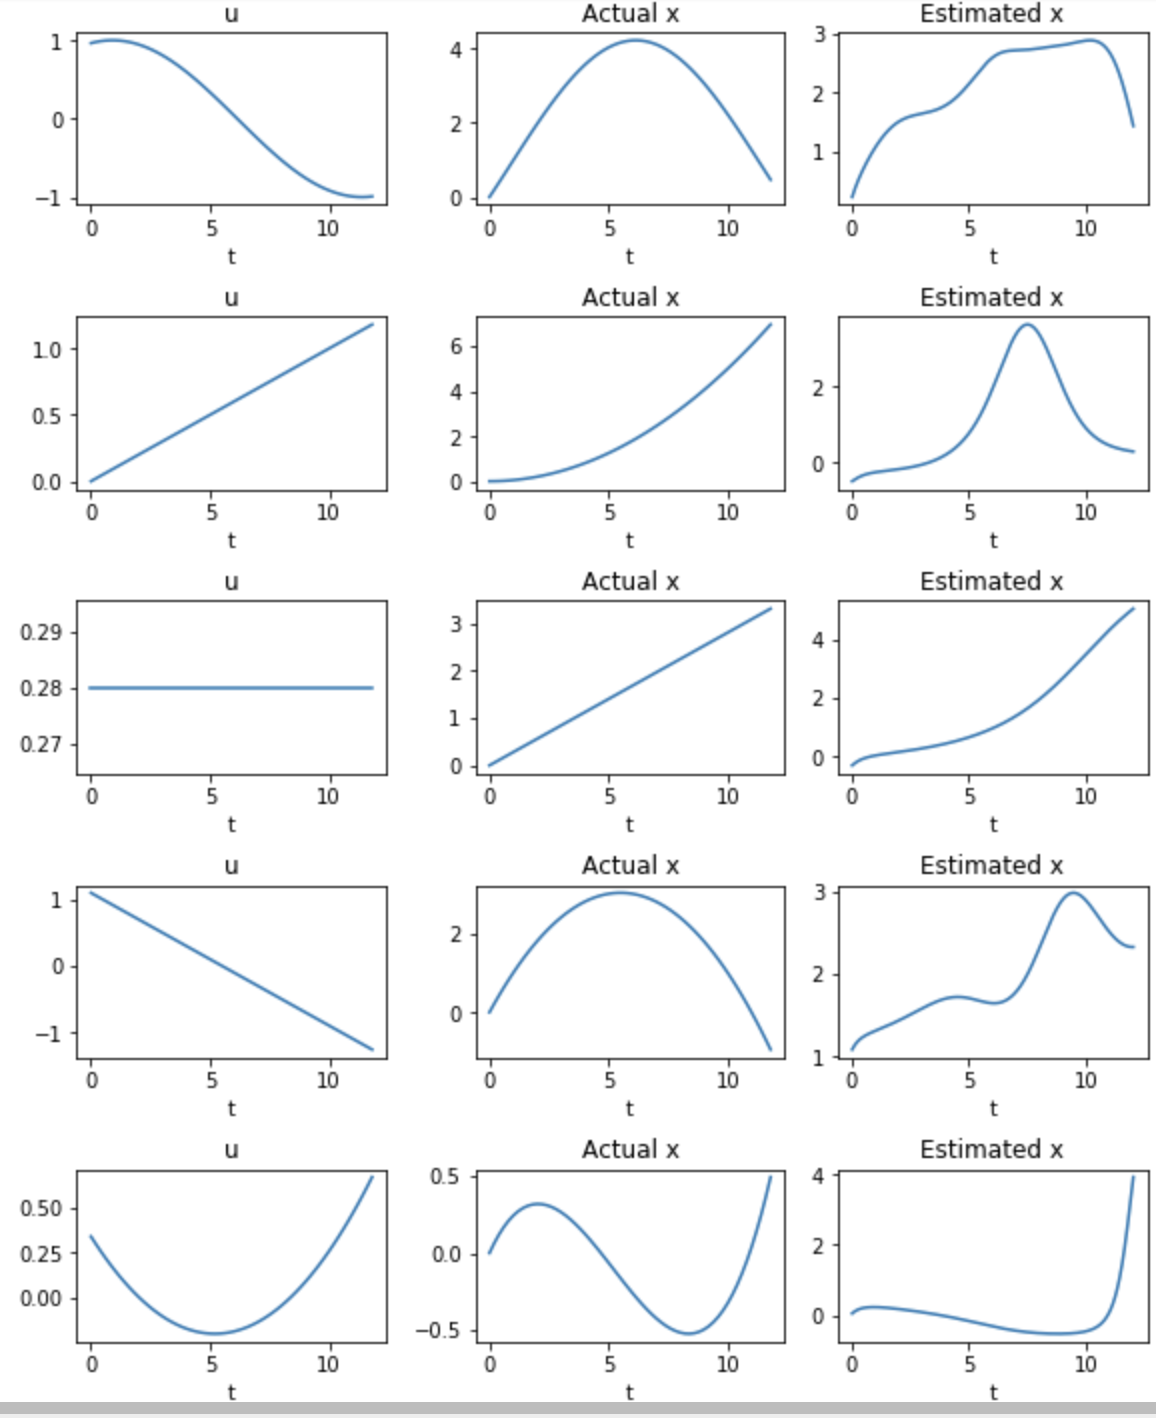 u Actual x Estimated x
1 4 3
0 2 2
−1 0 1
0 5 10 0 5 10 0 5 10
t t t
u Actual x Estimated x
1.0 6 2
0.5 4 0
0.0 2
0
0 5 10 0 5 10 0 5 10
t t t
u Actual x Estimated x
0.29 3 4
0.28 2 2
0.27 1 0
0
0 5 10 0 5 10 0 5 10
t t t
u Actual x Estimated x
1 2 3
0 0 2
−1 1
0 5 10 0 5 10 0 5 10
t t t
u Actual x Estimated x
0.50 0.5 4
0.25 0.0 2
0.00 −0.5 0
0 5 10 0 5 10 0 5 10
t t t